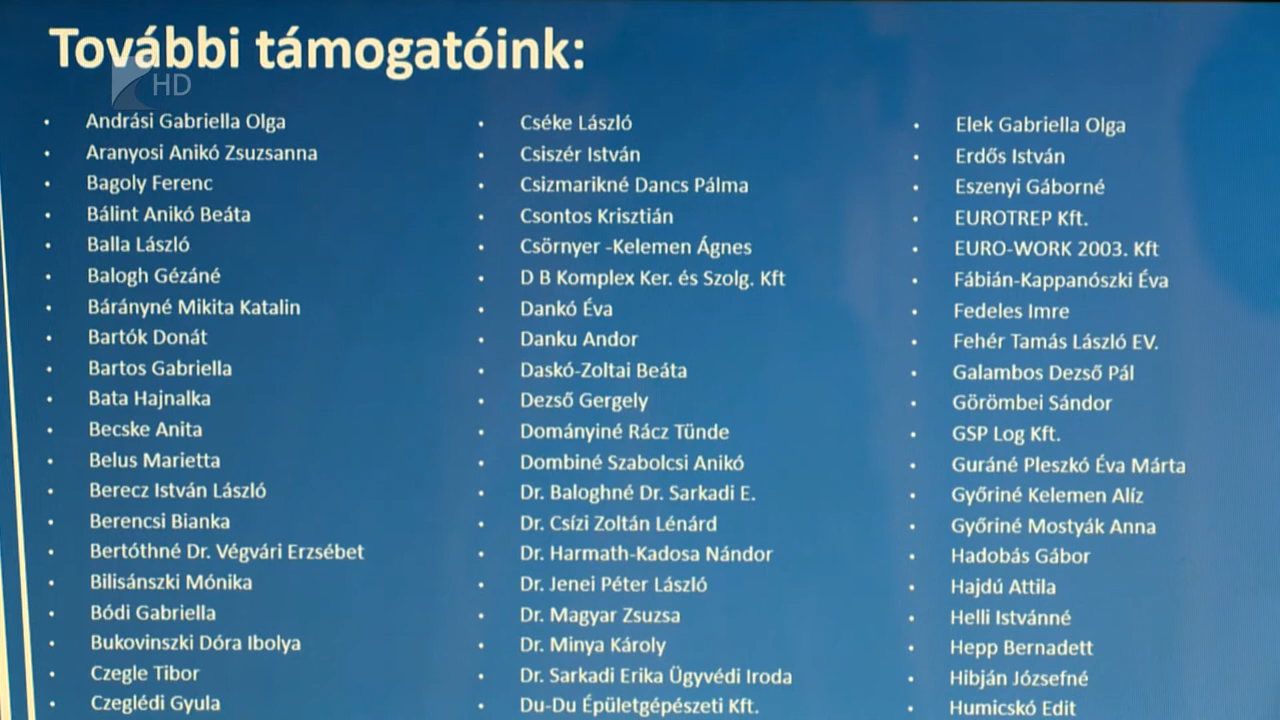 További támogatóink:
HD
Andrási Gabriella Olga
Aranyosi Anikó Zsuzsanna
Bagoly Ferenc
Bálint Anikó Beáta
Balla László
Balogh Gézáné
Bárányné Mikita Katalin
Bartók Donát
Bartos Gabriella
Bata Hajnalka
Becske Anita
Belus Marietta
Berecz István László
Berencsi Bianka
Bertóthné Dr. Végvári Erzsébet
Bilisánszki Mónika
Bódi Gabriella
Bukovinszki Dóra Ibolya
Czegle Tibor
Czeglédi Gyula
Cséke László
Csiszér István
Csizmarikné Dancs Pálma
Csontos Krisztián
Csörnyer -Kelemen Ágnes
D B Komplex Ker. és Szolg. Kft
Dankó Éva
Danku Andor
Daskó-Zoltai Beáta
Dezső Gergely
Dományiné Rácz Tünde
Dombiné Szabolcsi Anikó
Dr. Baloghné Dr. Sarkadi E.
Dr. Csízi Zoltán Lénárd
Dr. Harmath-Kadosa Nándor
Dr. Jenei Péter László
Dr. Magyar Zsuzsa
Dr. Minya Károly
Dr. Sarkadi Erika Ügyvédi Iroda
Du-Du Épületgépészeti Kft.
Elek Gabriella Olga
Erdős István
Eszenyi Gáborné
EUROTREP Kft.
EURO-WORK 2003. Kft
Fábián-Kappanószki Éva
Fedeles Imre
Fehér Tamás László EV.
Galambos Dezső Pál
Görömbei Sándor
GSP Log Kft.
Guráné Pleszkó Éva Márta
Győriné Kelemen Alíz
Győriné Mostyák Anna
Hadobás Gábor
Hajdú Attila
Helli Istvánné
Hepp Bernadett
Hibján Józsefné
Humicskó Edit